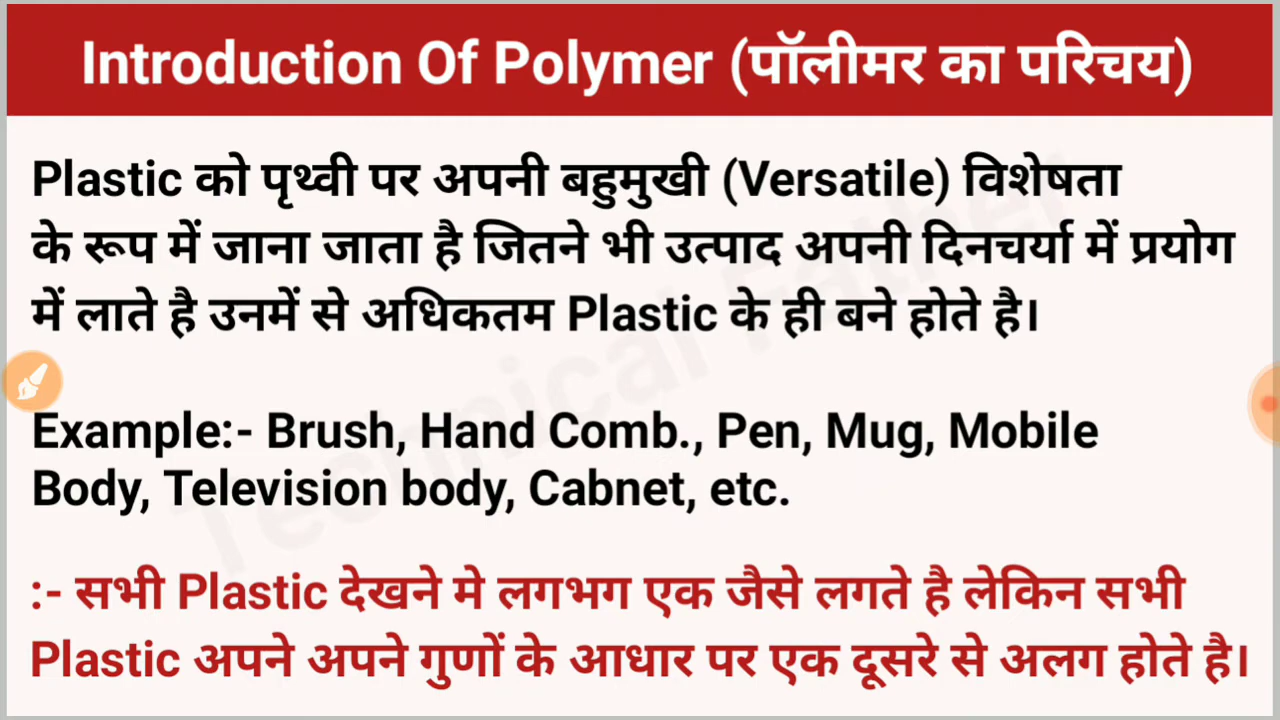 Introduction Of Polymer (पॉलीमर का परिचय)
Plastic को पृथ्वी पर अपनी बहुमुखी (Versatile) विशेषता
के रूप में जाना जाता है जितने भी उत्पाद अपनी दिनचर्या में प्रयोग
में लाते है उनमें से अधिकतम Plastic के ही बने होते है।
Example:- Brush, Hand Comb., Pen, Mug, Mobile
Body, Television body, Cabnet, etc.
:- सभी Plastic देखने मे लगभग एक जैसे लगते है लेकिन सभी
Plastic अपने अपने गुणों के आधार पर एक दूसरे से अलग होते है।
Technical Father